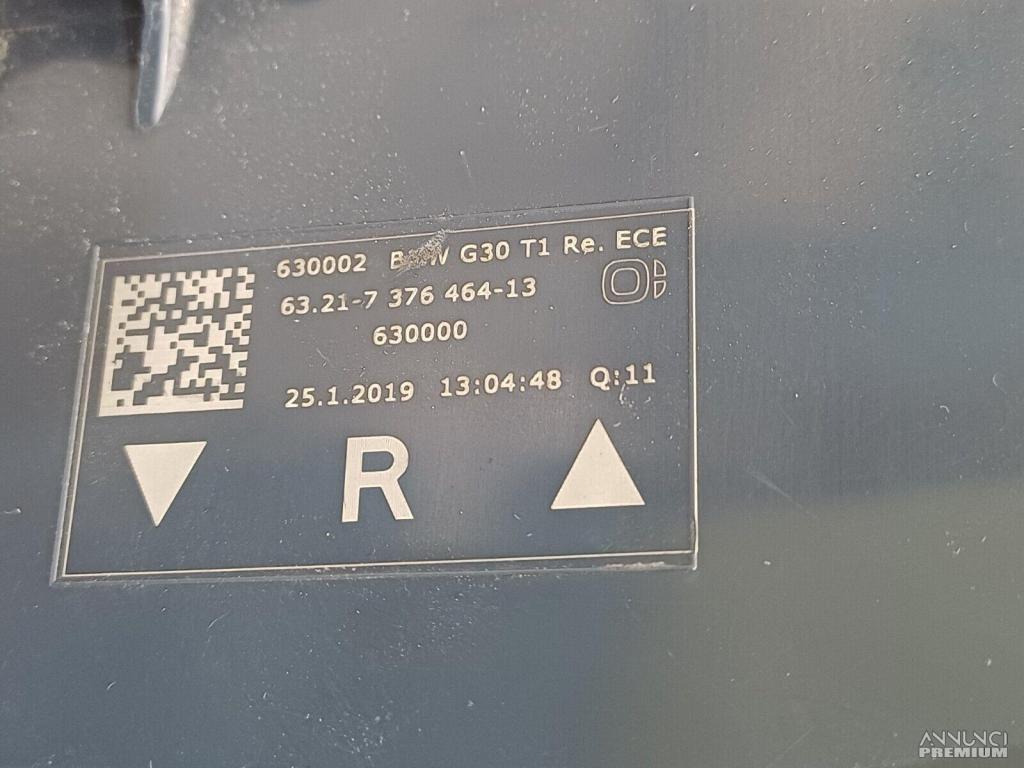 630002 BMW G30 T1 Re. ECE
63.21-7 376 464-13
630000
25.1.2019 13:04:48 Q:11
R
ANNUNCI
PREMIUM